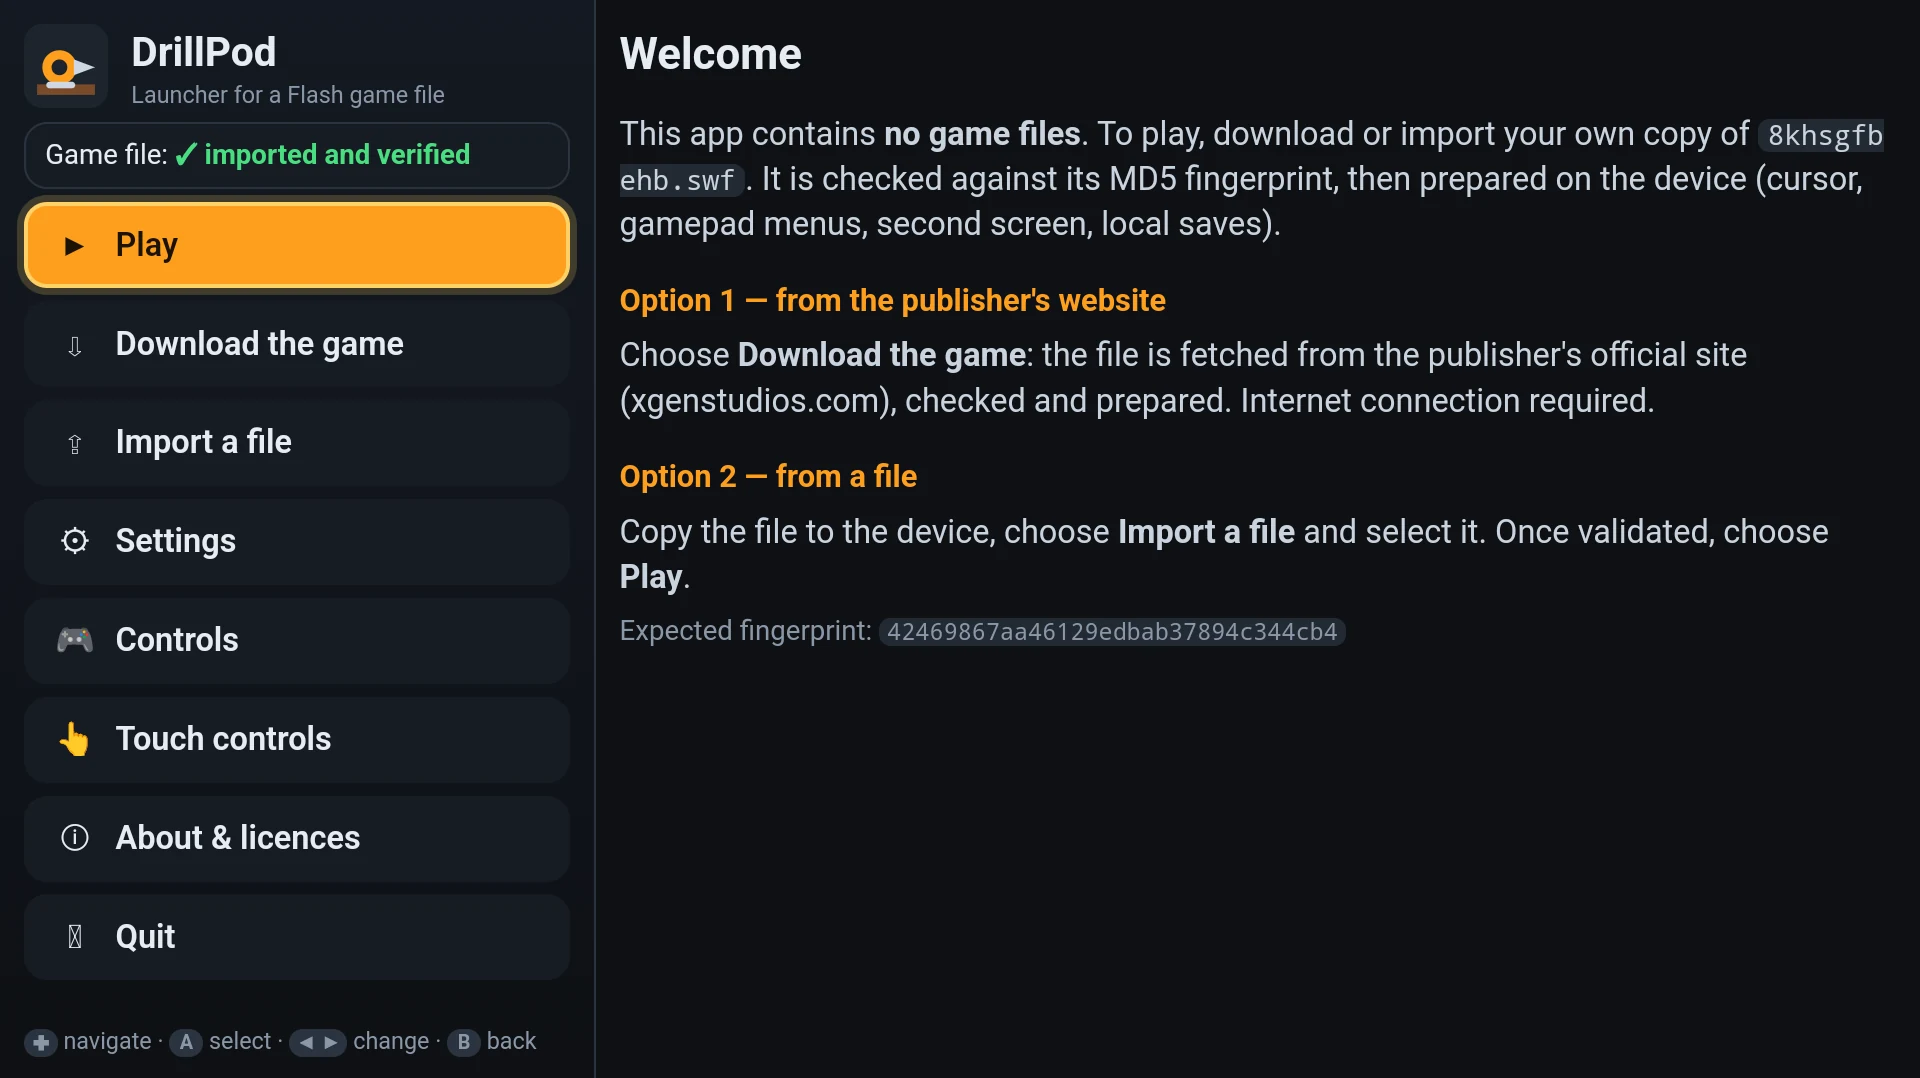 DrillPod
Launcher for a Flash game file
Game file: ✓ imported and verified
▶ Play
⇩ Download the game
⇪ Import a file
⚙ Settings
🎮 Controls
👆 Touch controls
ⓘ About & licences
Quit
✚ navigate · A select · ◀ ▶ change · B back
Welcome
This app contains no game files. To play, download or import your own copy of 8khsgfb
ehb.swf. It is checked against its MD5 fingerprint, then prepared on the device (cursor,
gamepad menus, second screen, local saves).
Option 1 — from the publisher's website
Choose Download the game: the file is fetched from the publisher's official site
(xgenstudios.com), checked and prepared. Internet connection required.
Option 2 — from a file
Copy the file to the device, choose Import a file and select it. Once validated, choose
Play.
Expected fingerprint: 42469867aa46129edbab37894c344cb4